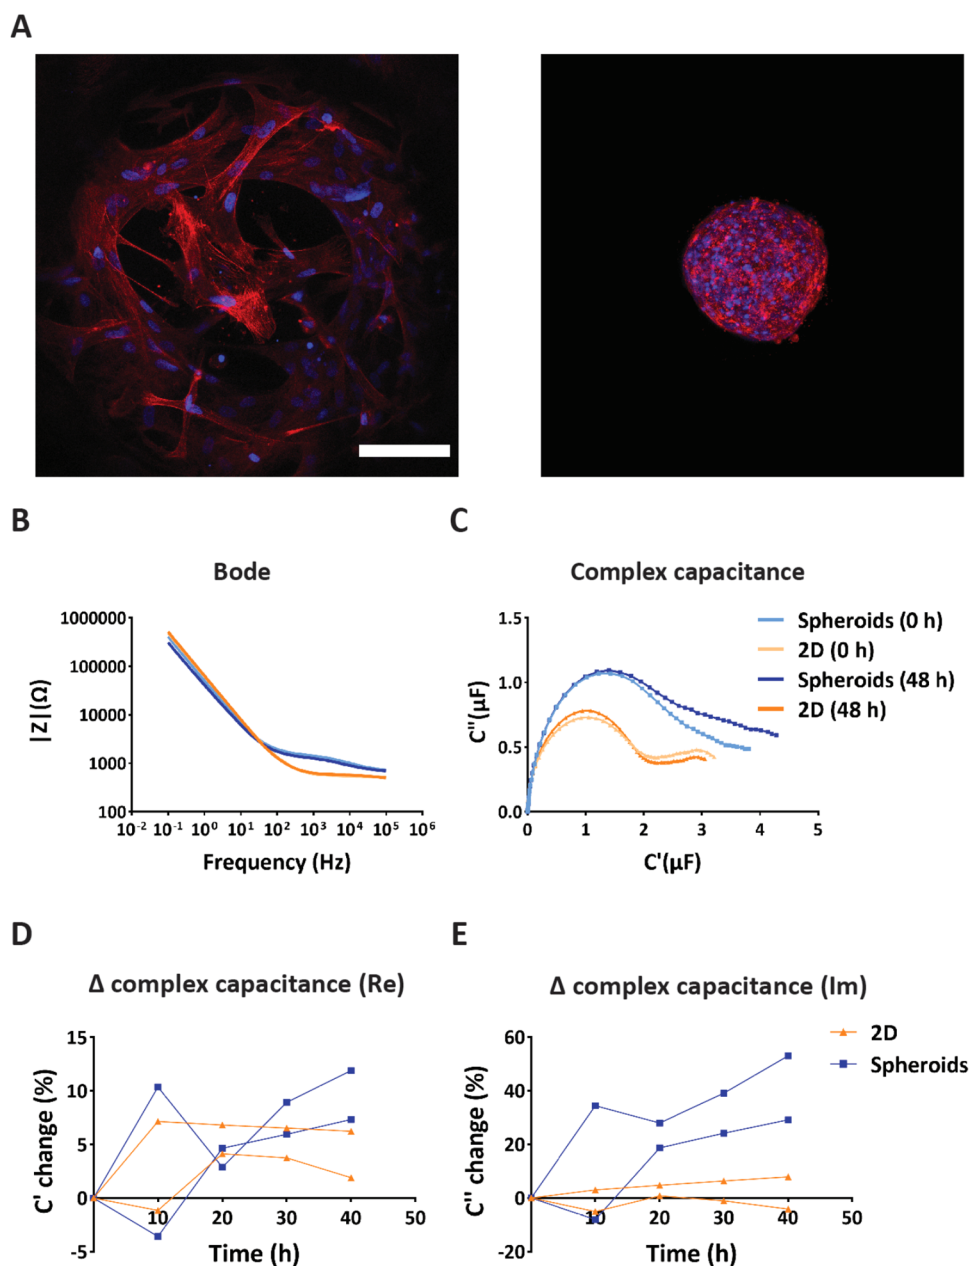 A
B
C
Bode
Complex capacitance
1000000
100000
10000
1000
100
|Z|(Ω)
10⁻² 10⁻¹ 10⁰ 10¹ 10² 10³ 10⁴ 10⁵ 10⁶
Frequency (Hz)
1.5
1.0
0.5
0.0
C''(µF)
0 1 2 3 4 5
C'(µF)
Spheroids (0 h)
2D (0 h)
Spheroids (48 h)
2D (48 h)
D
E
Δ complex capacitance (Re)
Δ complex capacitance (Im)
15
10
5
0
-5
C' change (%)
10 20 30 40 50
Time (h)
60
40
20
0
-20
C'' change (%)
10 20 30 40 50
Time (h)
2D
Spheroids